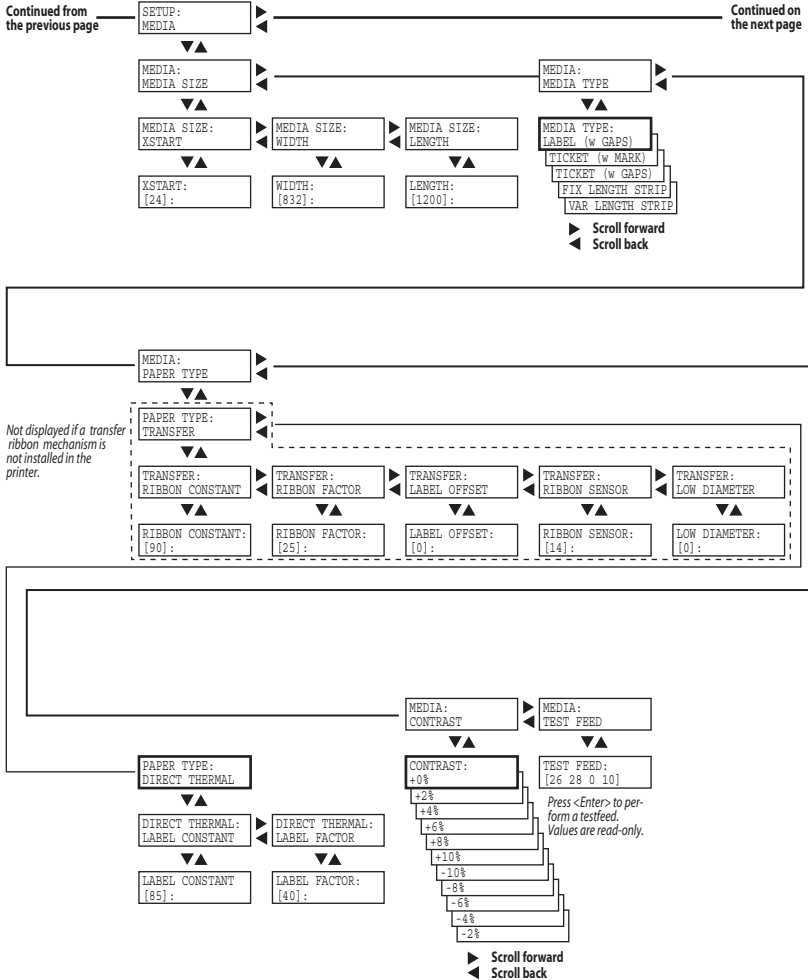 Continued from
the previous page
SETUP:
MEDIA
Continued on
the next page
MEDIA:
MEDIA SIZE
MEDIA:
MEDIA TYPE
MEDIA SIZE:
XSTART
MEDIA SIZE:
WIDTH
MEDIA SIZE:
LENGTH
MEDIA TYPE:
LABEL (w GAPS)
TICKET (w MARK)
TICKET (w GAPS)
FIX LENGTH STRIP
VAR LENGTH STRIP
XSTART:
[24]:
WIDTH:
[832]:
LENGTH:
[1200]:
Scroll forward
Scroll back
MEDIA:
PAPER TYPE
Not displayed if a transfer
ribbon mechanism is
not installed in the
printer.
PAPER TYPE:
TRANSFER
TRANSFER:
RIBBON CONSTANT
TRANSFER:
RIBBON FACTOR
TRANSFER:
LABEL OFFSET
TRANSFER:
RIBBON SENSOR
TRANSFER:
LOW DIAMETER
RIBBON CONSTANT:
[90]:
RIBBON FACTOR:
[25]:
LABEL OFFSET:
[0]:
RIBBON SENSOR:
[14]:
LOW DIAMETER:
[0]:
MEDIA:
CONTRAST
MEDIA:
TEST FEED
PAPER TYPE:
DIRECT THERMAL
CONTRAST:
+0%
+2%
+4%
+6%
+8%
+10%
-10%
-8%
-6%
-4%
-2%
TEST FEED:
[26 28 0 10]
Press <Enter> to per-
form a testfeed.
Values are read-only.
DIRECT THERMAL:
LABEL CONSTANT
DIRECT THERMAL:
LABEL FACTOR
LABEL CONSTANT
[85]:
LABEL FACTOR:
[40]:
Scroll forward
Scroll back